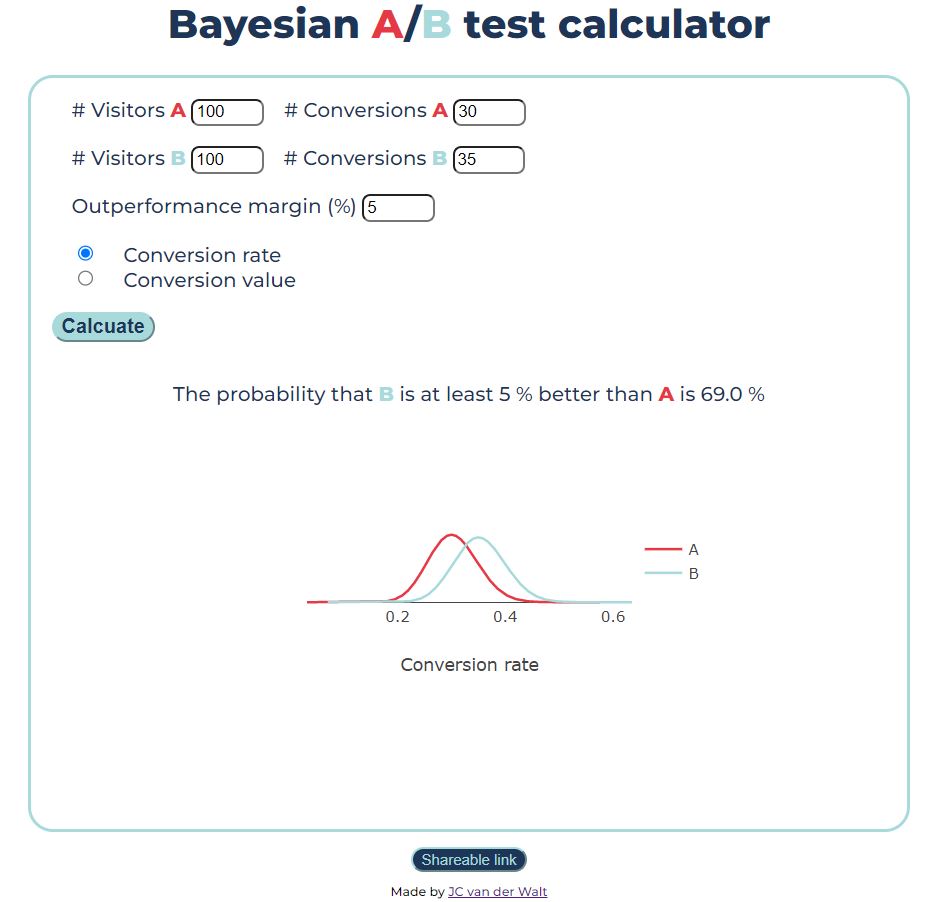 Bayesian A/B test calculator
# Visitors A 100 # Conversions A 30
# Visitors B 100 # Conversions B 35
Outperformance margin (%) 5
Conversion rate
Conversion value
Calcuate
The probability that B is at least 5 % better than A is 69.0 %
A
B
0.2 0.4 0.6
Conversion rate
Shareable link
Made by JC van der Walt